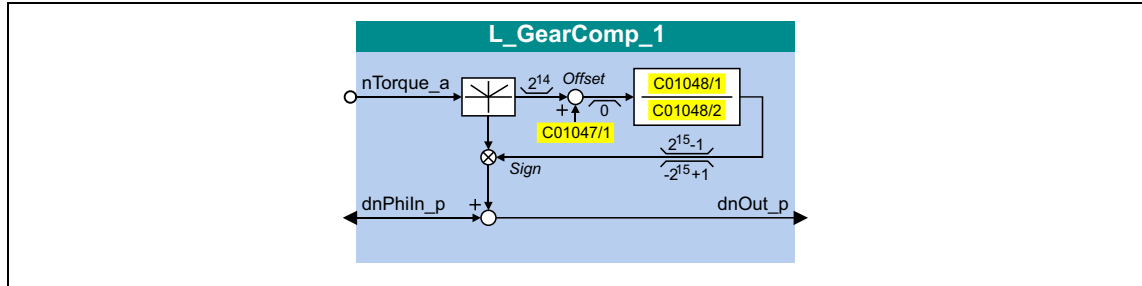 L_GearComp_1
nTorque_a
2¹⁴
Offset
+
0
C01047/1
C01048/1
C01048/2
2¹⁵-1
-2¹⁵+1
Sign
dnPhiIn_p
+
dnOut_p